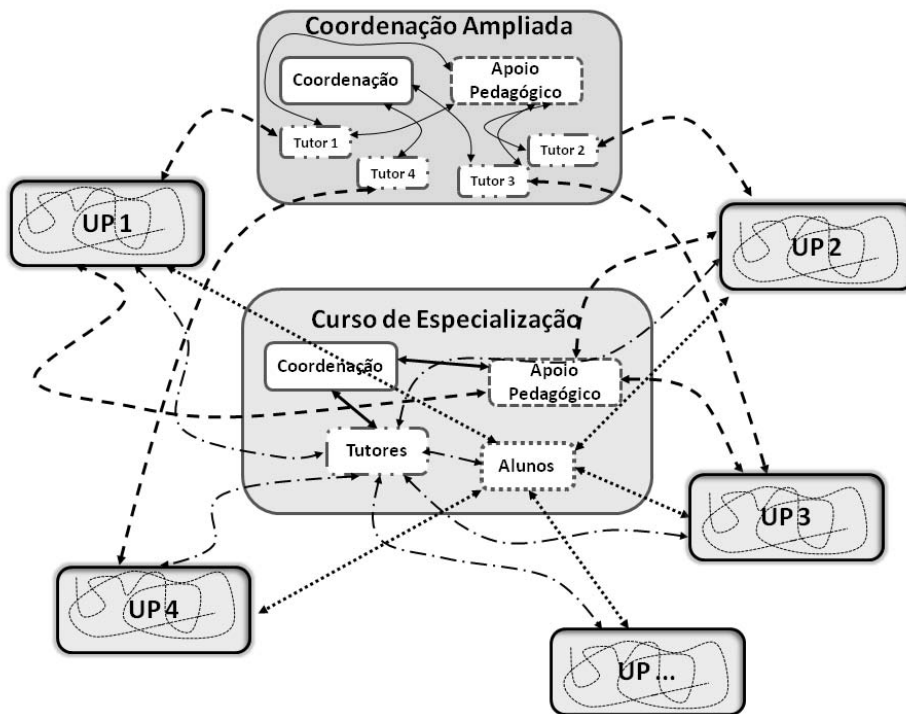 Coordenação Ampliada
Coordenação
Apoio
Pedagógico
Tutor 1
Tutor 2
Tutor 4
Tutor 3
UP 1
UP 2
Curso de Especialização
Coordenação
Apoio
Pedagógico
Tutores
Alunos
UP 3
UP 4
UP ...